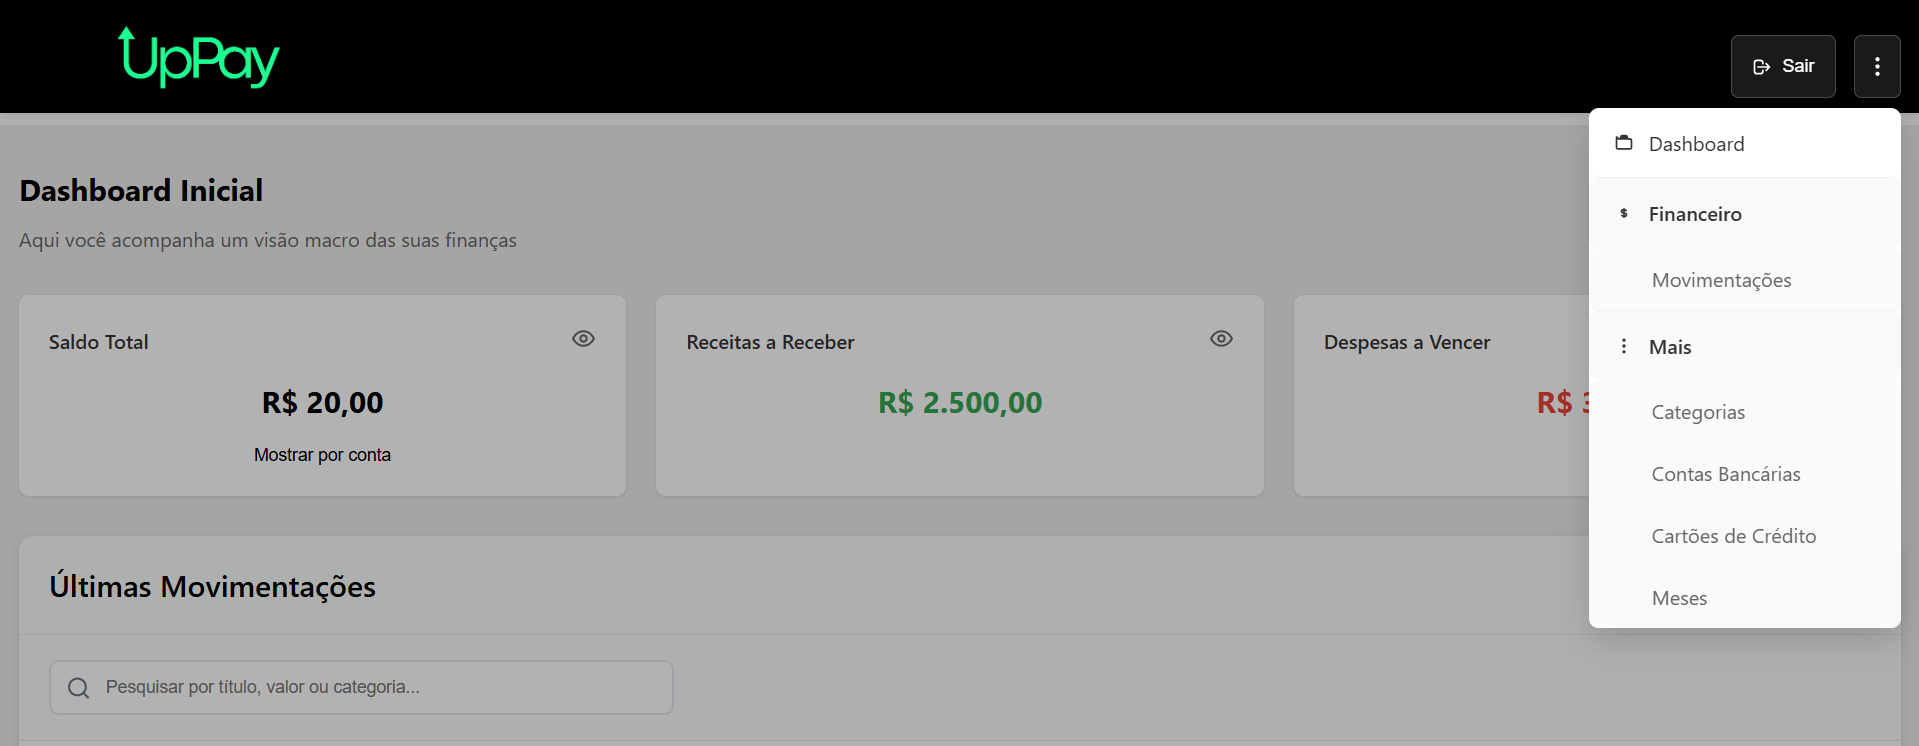 UpPay
Sair
Dashboard
Financeiro
Movimentações
Mais
Categorias
Contas Bancárias
Cartões de Crédito
Meses
Dashboard Inicial
Aqui você acompanha um visão macro das suas finanças
Saldo Total
R$ 20,00
Mostrar por conta
Receitas a Receber
R$ 2.500,00
Despesas a Vencer
R$
Últimas Movimentações
Pesquisar por título, valor ou categoria...